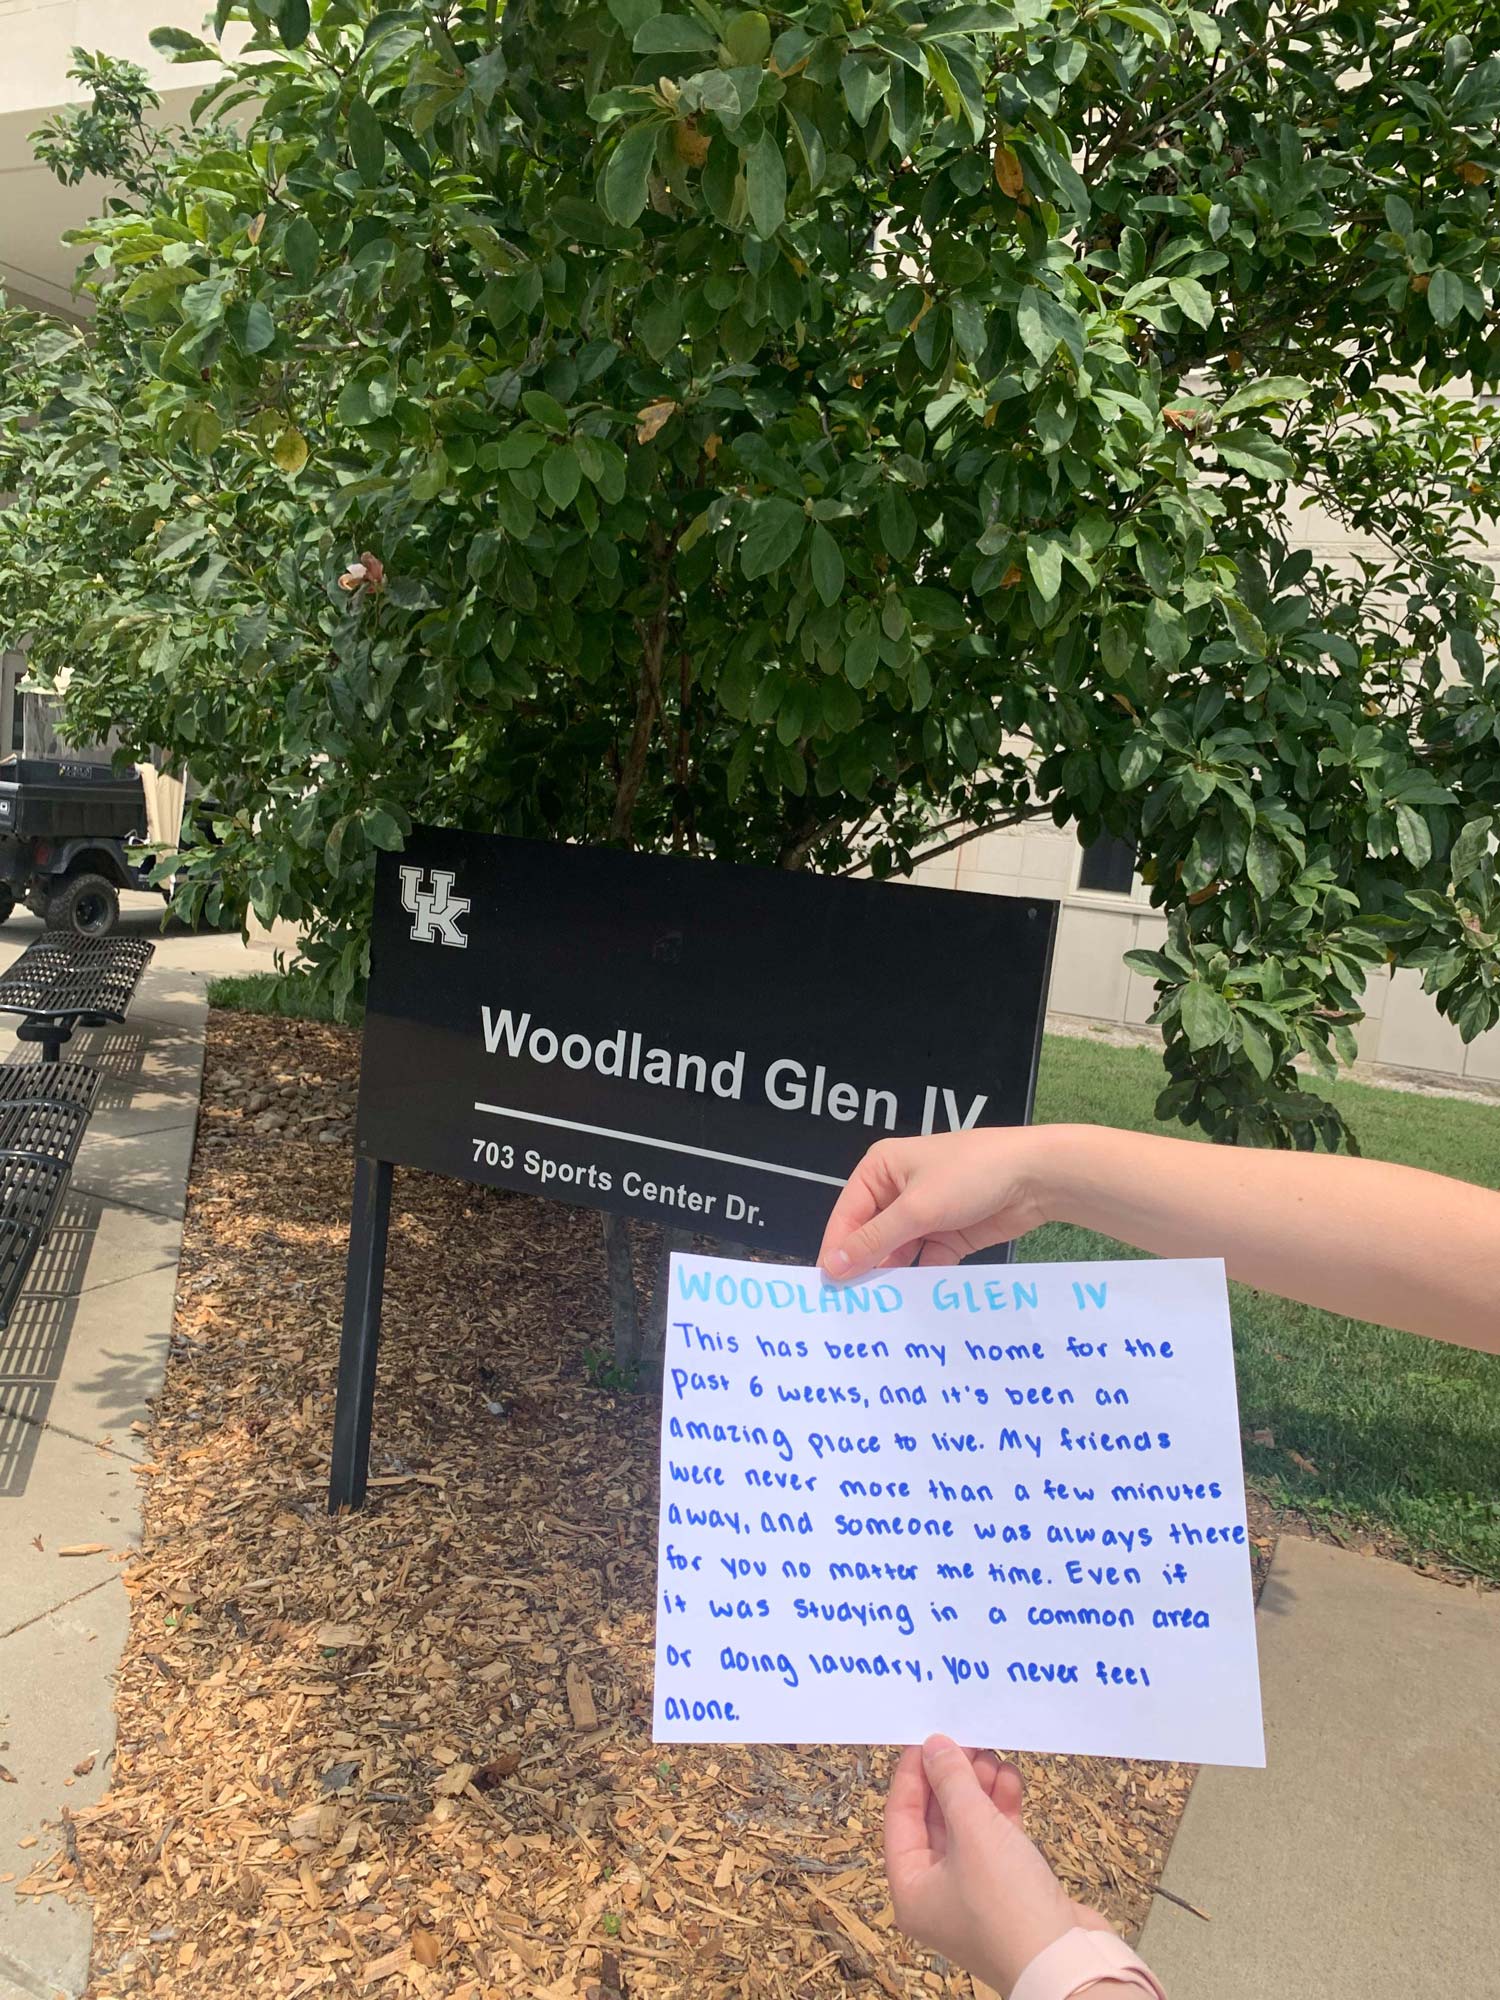 UK
Woodland Glen IV
703 Sports Center Dr.
WOODLAND GLEN IV
This has been my home for the
past 6 weeks, and it's been an
amazing place to live. My friends
were never more than a few minutes
away, and someone was always there
for you no matter the time. Even if
it was studying in a common area
or doing laundry, you never feel
alone.